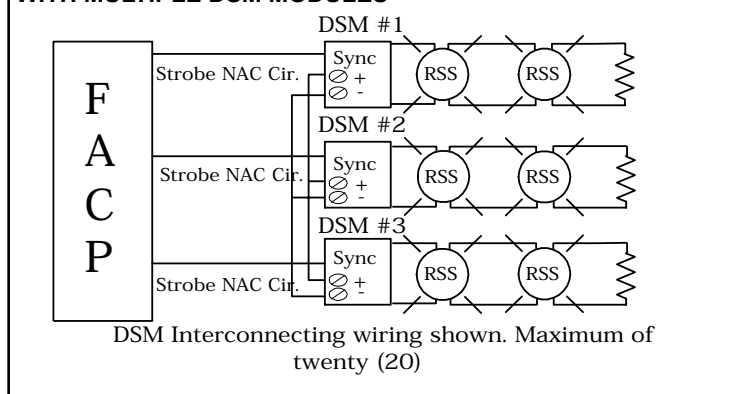 WITH MULTIPLE DSM MODULES
DSM #1
Sync
+
-
RSS
RSS
Strobe NAC Cir.
FACP
DSM #2
Sync
+
-
RSS
RSS
Strobe NAC Cir.
DSM #3
Sync
+
-
RSS
RSS
Strobe NAC Cir.
DSM Interconnecting wiring shown. Maximum of
twenty (20)